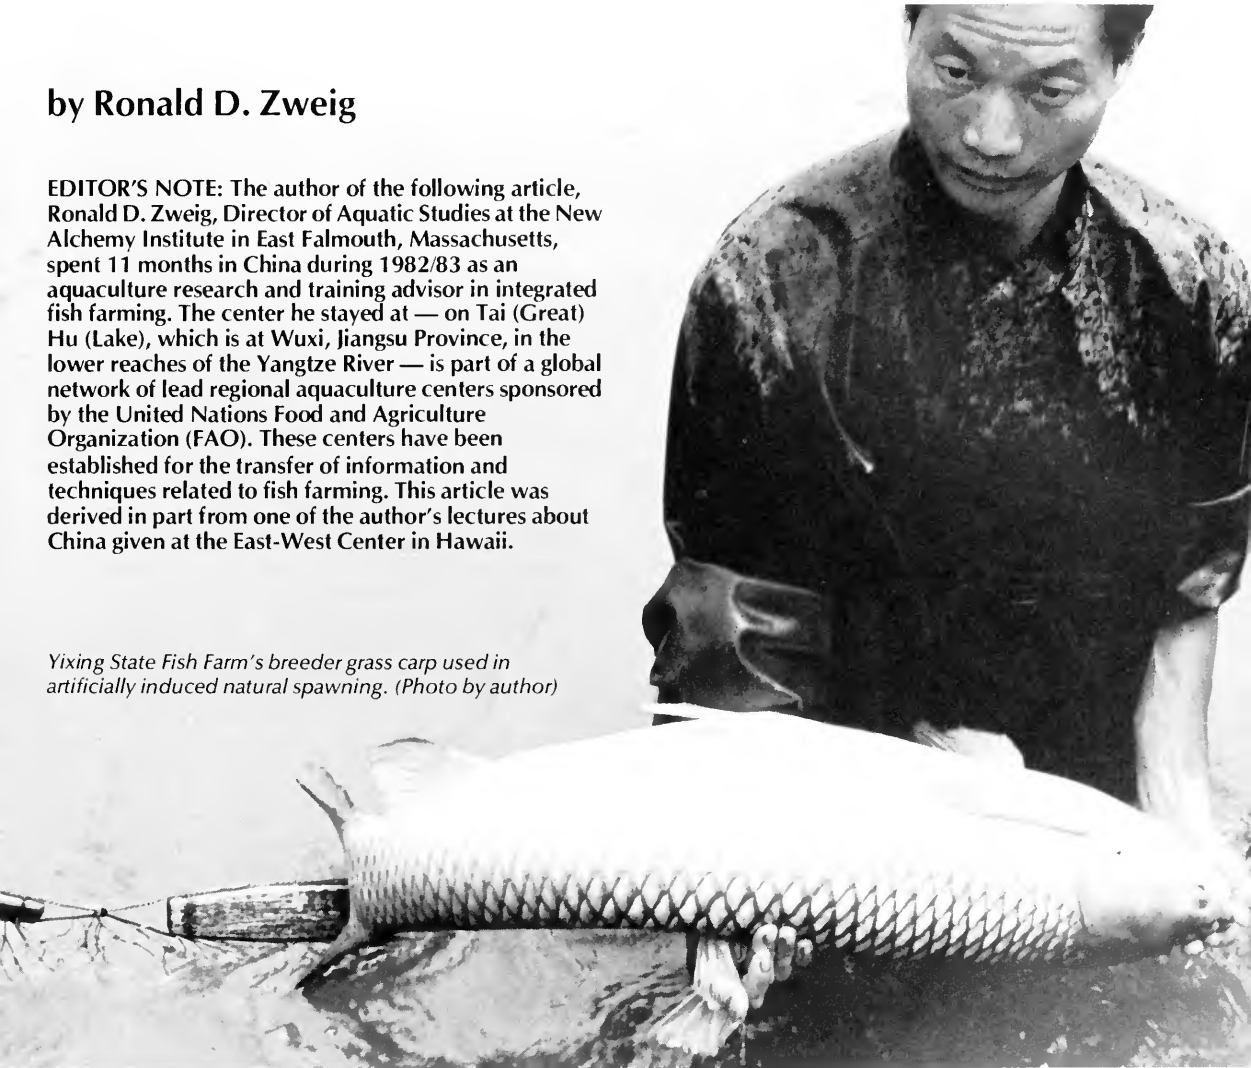 by Ronald D. Zweig
EDITOR'S NOTE: The author of the following article,
Ronald D. Zweig, Director of Aquatic Studies at the New
Alchemy Institute in East Falmouth, Massachusetts,
spent 11 months in China during 1982/83 as an
aquaculture research and training advisor in integrated
fish farming. The center he stayed at — on Tai (Great)
Hu (Lake), which is at Wuxi, Jiangsu Province, in the
lower reaches of the Yangtze River — is part of a global
network of lead regional aquaculture centers sponsored
by the United Nations Food and Agriculture
Organization (FAO). These centers have been
established for the transfer of information and
techniques related to fish farming. This article was
derived in part from one of the author's lectures about
China given at the East-West Center in Hawaii.
Yixing State Fish Farm's breeder grass carp used in
artificially induced natural spawning. (Photo by author)